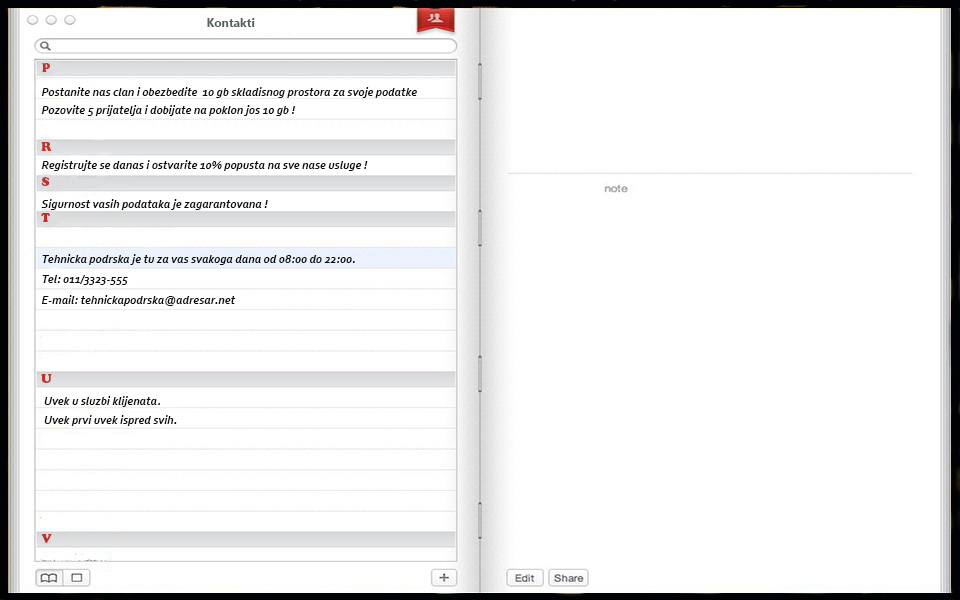 Kontakti
P
Postanite nas clan i obezbedite 10 gb skladisnog prostora za svoje podatke
Pozovite 5 prijatelja i dobijate na poklon jos 10 gb !
R
Registrujte se danas i ostvarite 10% popusta na sve nase usluge !
S
Sigurnost vasih podataka je zagarantovana !
T
Tehnicka podrska je tu za vas svakoga dana od 08:00 do 22:00.
Tel: 011/3323-555
E-mail: tehnickapodrska@adresar.net
U
Uvek u sluzbi klijenata.
Uvek prvi uvek ispred svih.
V
note
Edit
Share